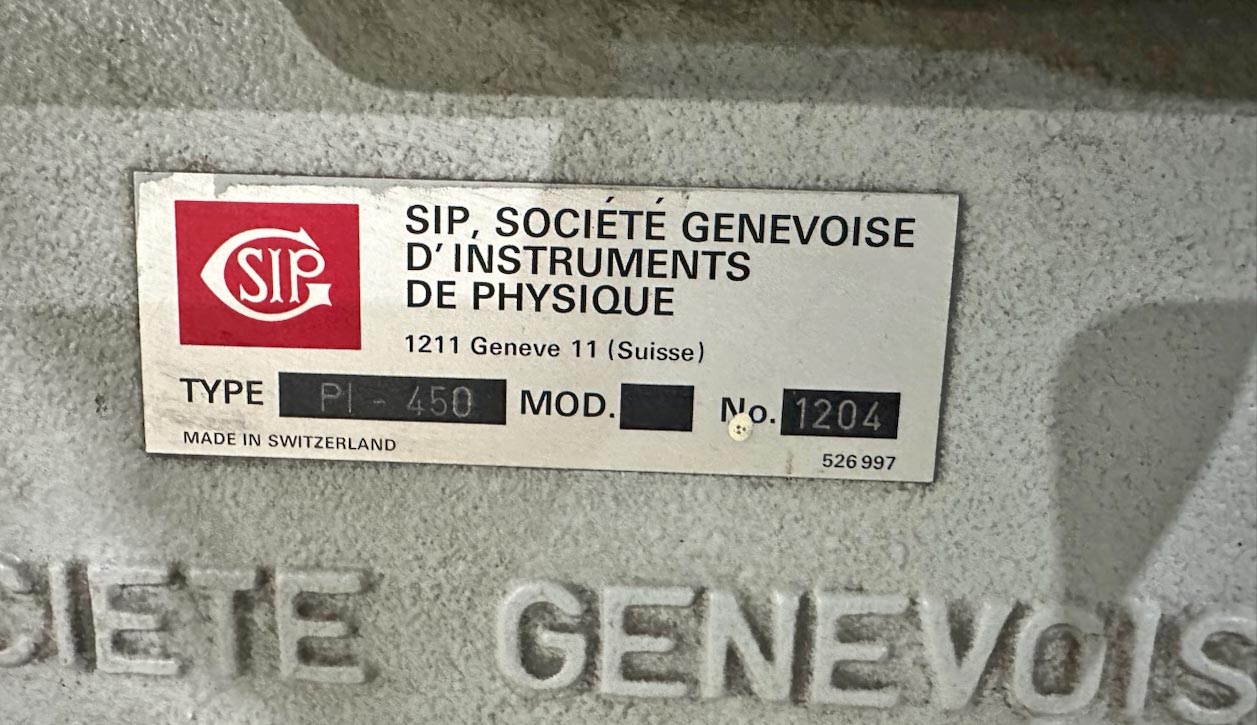 SIP
SIP, SOCIÉTÉ GENEVOISE
D'INSTRUMENTS
DE PHYSIQUE
1211 Geneve 11 (Suisse)
TYPE PI - 450 MOD. No. 1204
MADE IN SWITZERLAND
526 997
CIETE GENEVOIS